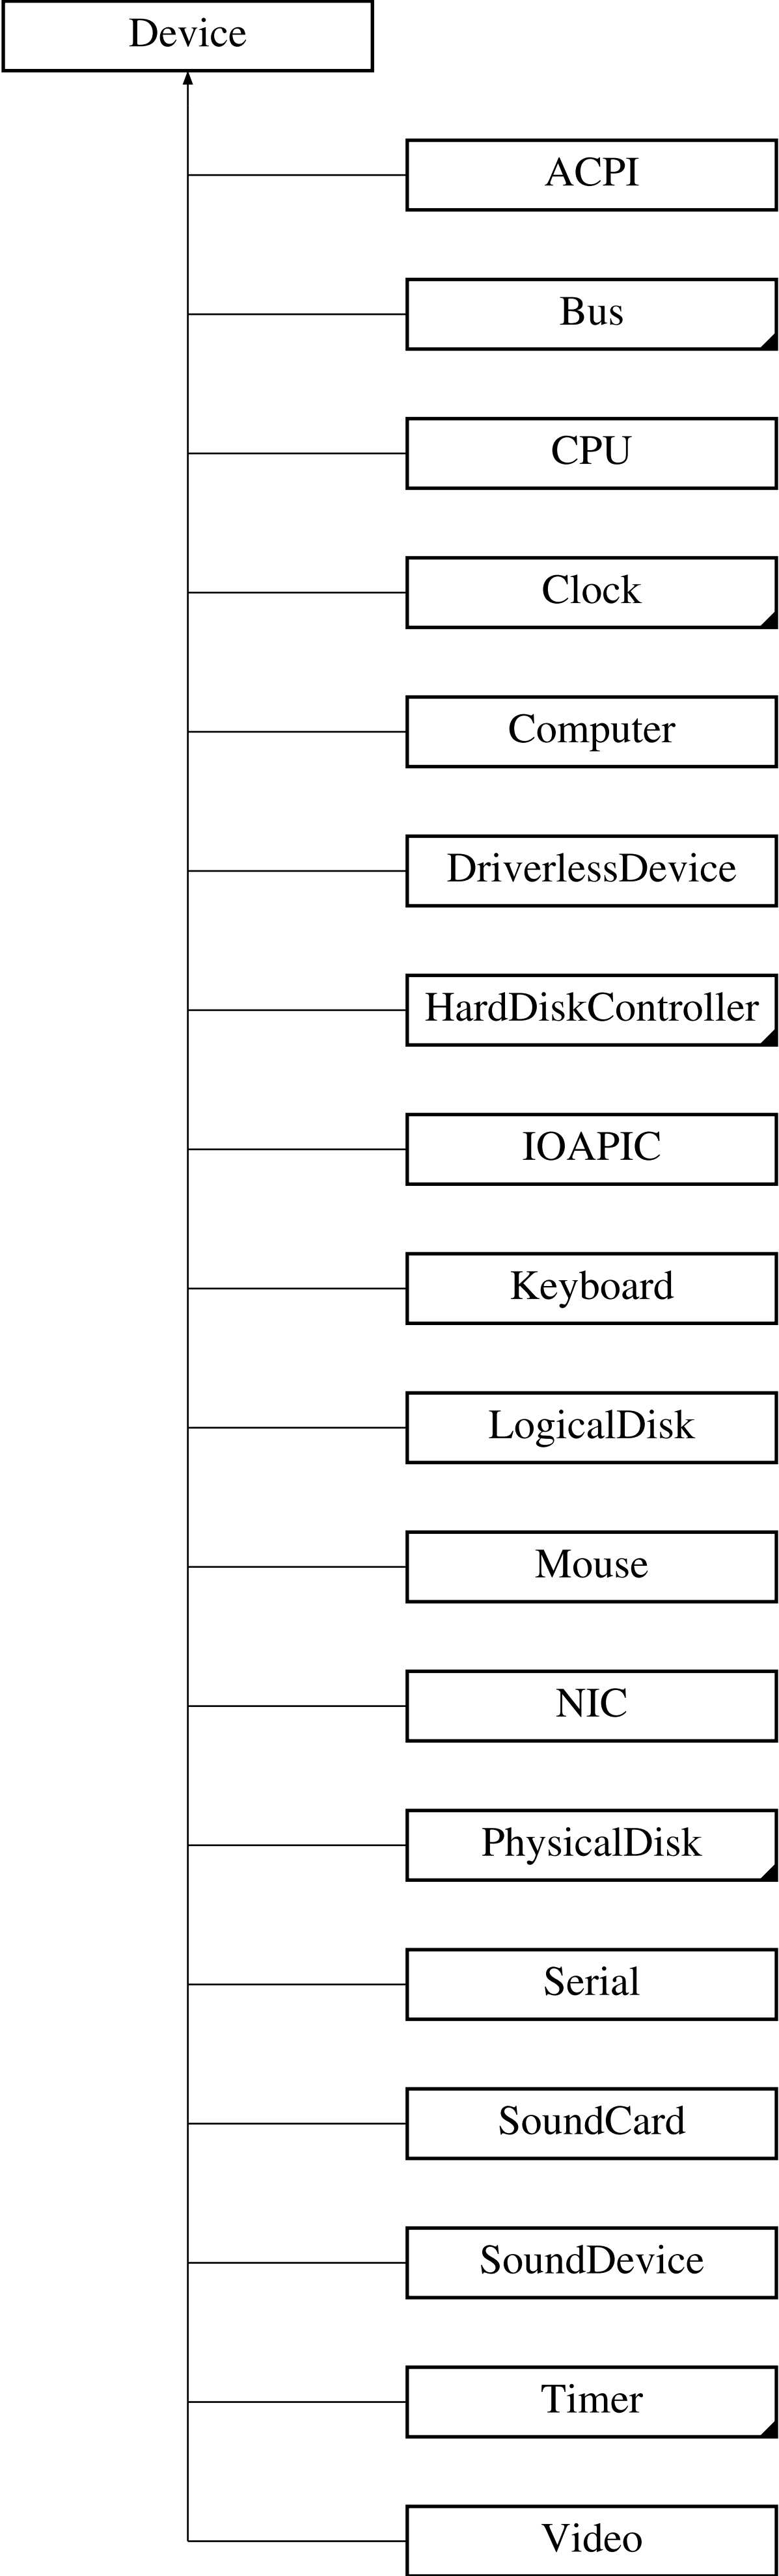 Device
ACPI
Bus
CPU
Clock
Computer
DriverlessDevice
HardDiskController
IOAPIC
Keyboard
LogicalDisk
Mouse
NIC
PhysicalDisk
Serial
SoundCard
SoundDevice
Timer
Video